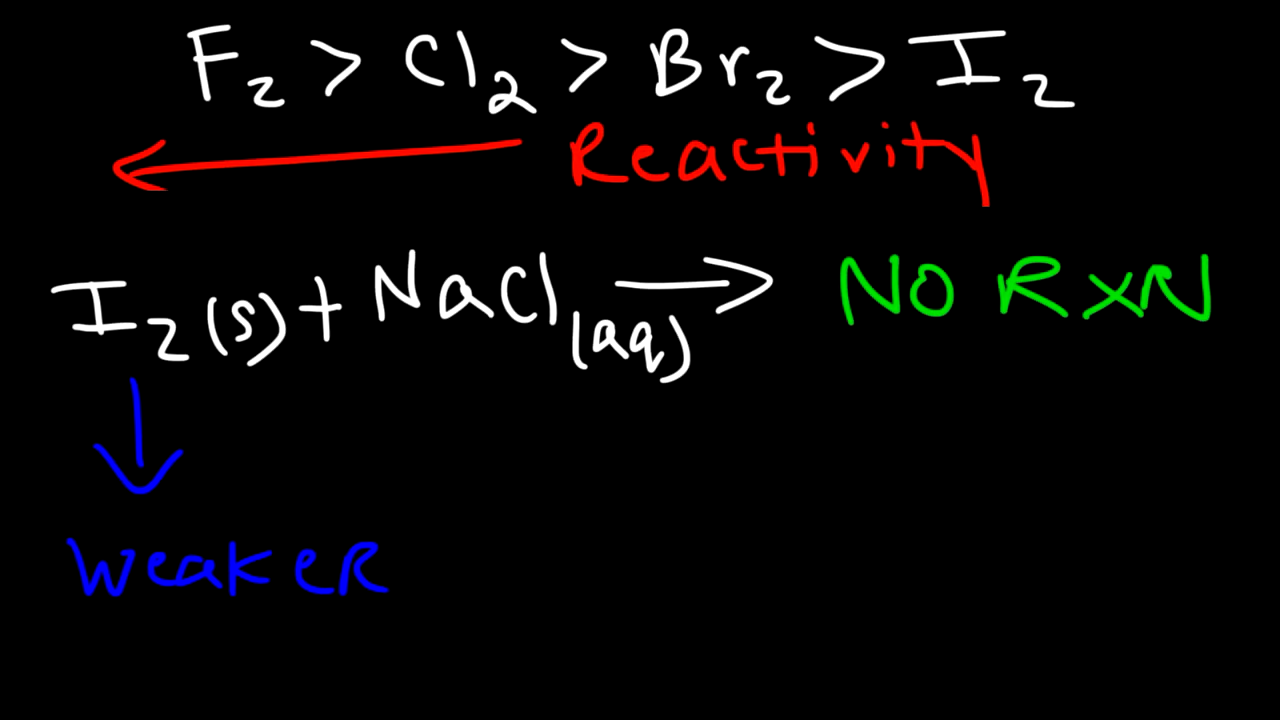 F₂ > Cl₂ > Br₂ > I₂
Reactivity
I₂(s) + NaCl(aq) → NO RXN
Weaker